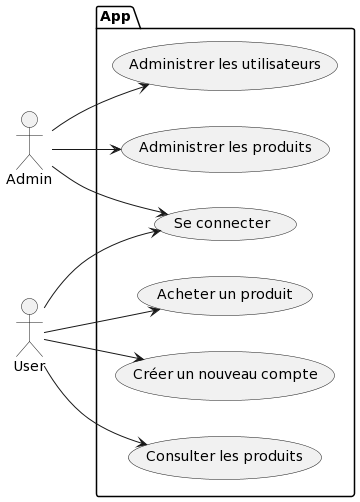 App
Administrer les utilisateurs
Administrer les produits
Admin
Se connecter
Acheter un produit
User
Créer un nouveau compte
Consulter les produits